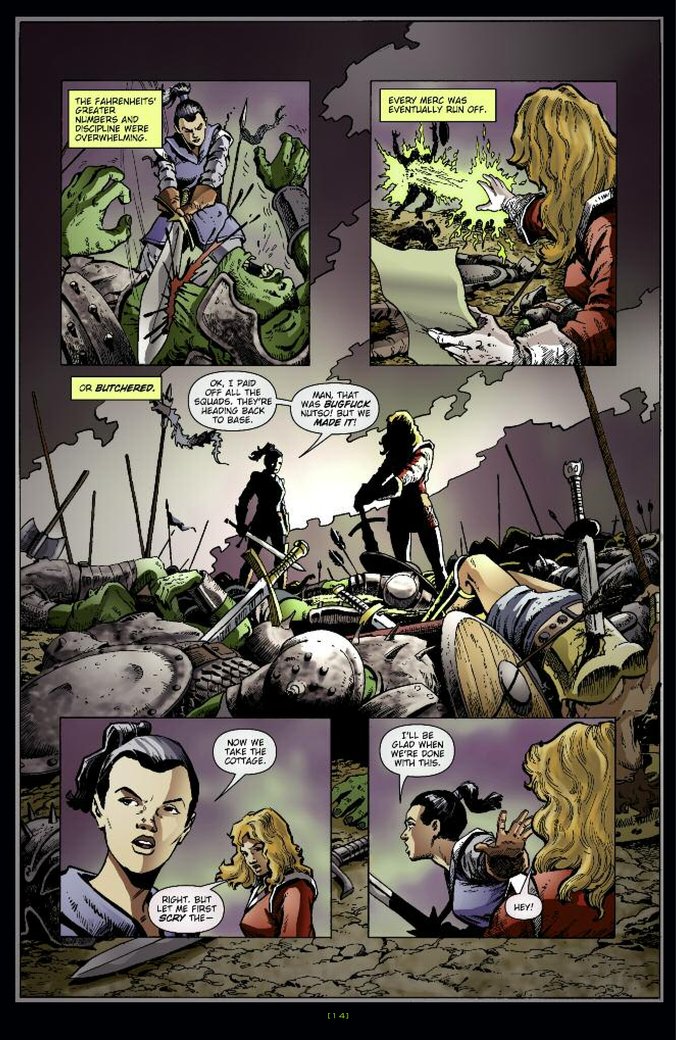 THE FAHRENHEITS'
GREATER
NUMBERS AND
DISCIPLINE WERE
OVERWHELMING.
EVERY MERC WAS
EVENTUALLY RUN OFF.
OR BUTCHERED.
OK, I PAID
OFF ALL THE
SQUADS. THEY'RE
HEADING BACK
TO BASE.
MAN, THAT
WAS BUGFUCK
NUTSO! BUT WE
MADE IT!
NOW WE
TAKE THE
COTTAGE.
RIGHT. BUT
LET ME FIRST
SCRY THE—
I'LL BE
GLAD WHEN
WE'RE DONE
WITH THIS.
HEY!
[14]